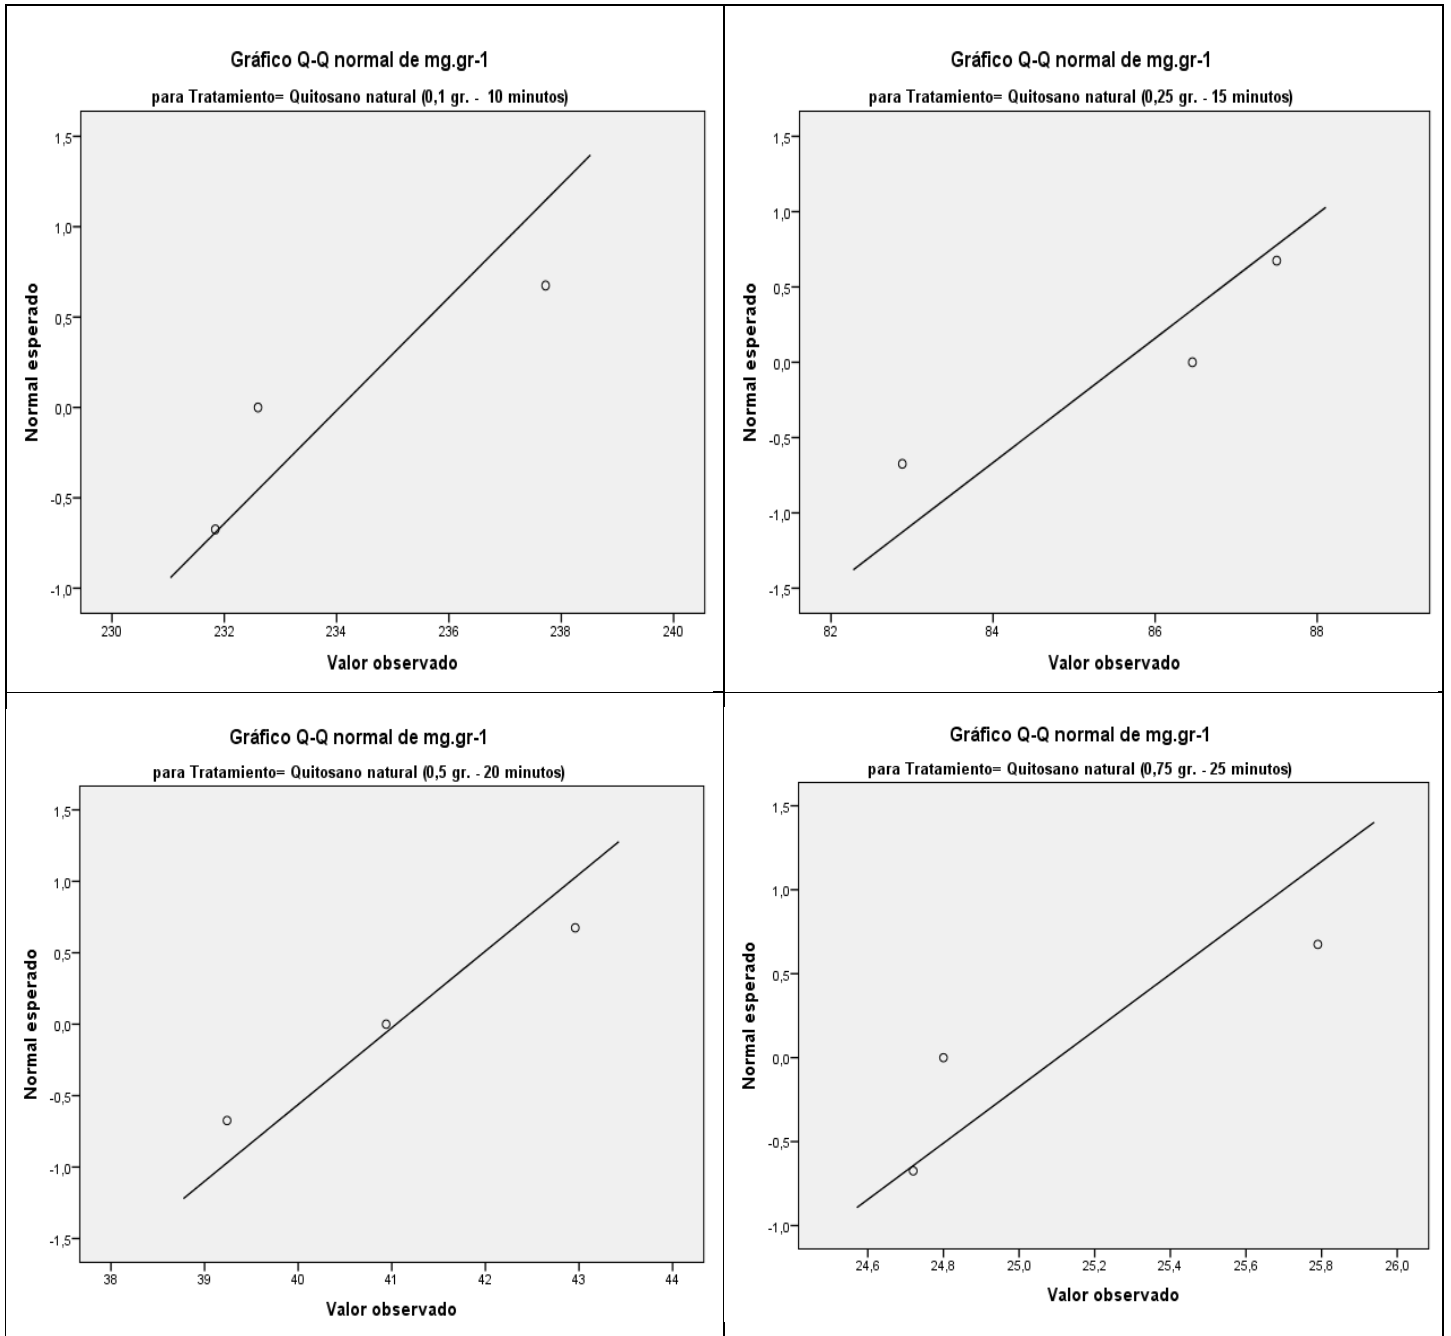 Gráfico Q-Q normal de mg.gr-1
para Tratamiento= Quitosano natural (0,1 gr. - 10 minutos)
Normal esperado
1,5
1,0
0,5
0,0
-0,5
-1,0
230 232 234 236 238 240
Valor observado
Gráfico Q-Q normal de mg.gr-1
para Tratamiento= Quitosano natural (0,25 gr. - 15 minutos)
Normal esperado
1,5
1,0
0,5
0,0
-0,5
-1,0
-1,5
82 84 86 88
Valor observado
Gráfico Q-Q normal de mg.gr-1
para Tratamiento= Quitosano natural (0,5 gr. - 20 minutos)
Normal esperado
1,5
1,0
0,5
0,0
-0,5
-1,0
-1,5
38 39 40 41 42 43 44
Valor observado
Gráfico Q-Q normal de mg.gr-1
para Tratamiento= Quitosano natural (0,75 gr. - 25 minutos)
Normal esperado
1,5
1,0
0,5
0,0
-0,5
-1,0
24,6 24,8 25,0 25,2 25,4 25,6 25,8 26,0
Valor observado